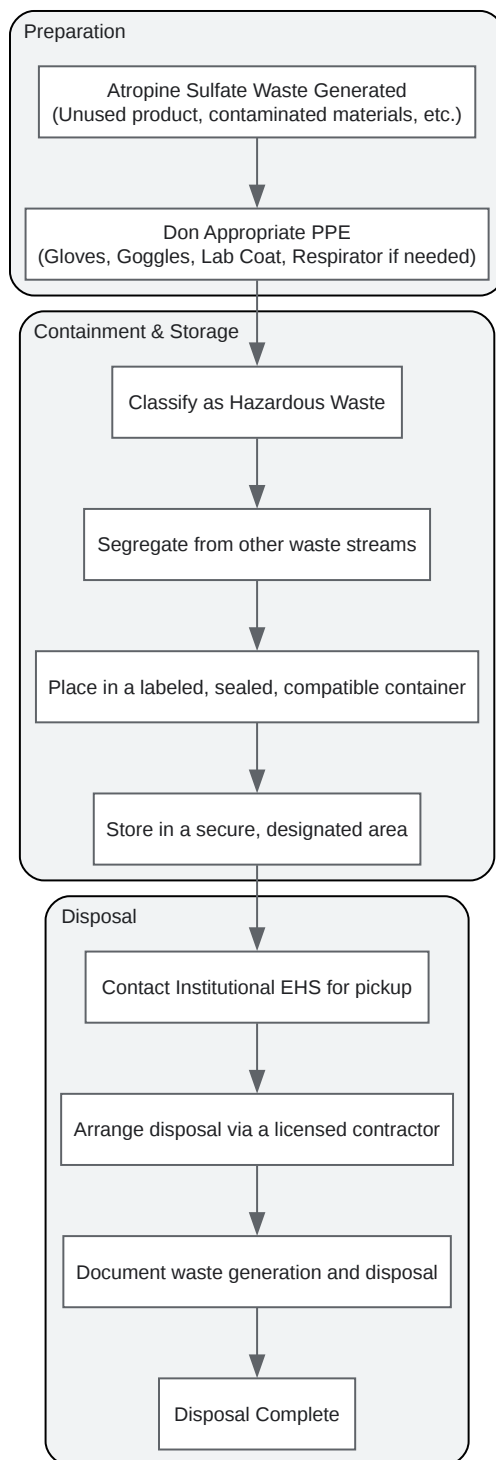 Preparation
Atropine Sulfate Waste Generated
(Unused product, contaminated materials, etc.)
Don Appropriate PPE
(Gloves, Goggles, Lab Coat, Respirator if needed)
Containment & Storage
Classify as Hazardous Waste
Segregate from other waste streams
Place in a labeled, sealed, compatible container
Store in a secure, designated area
Disposal
Contact Institutional EHS for pickup
Arrange disposal via a licensed contractor
Document waste generation and disposal
Disposal Complete